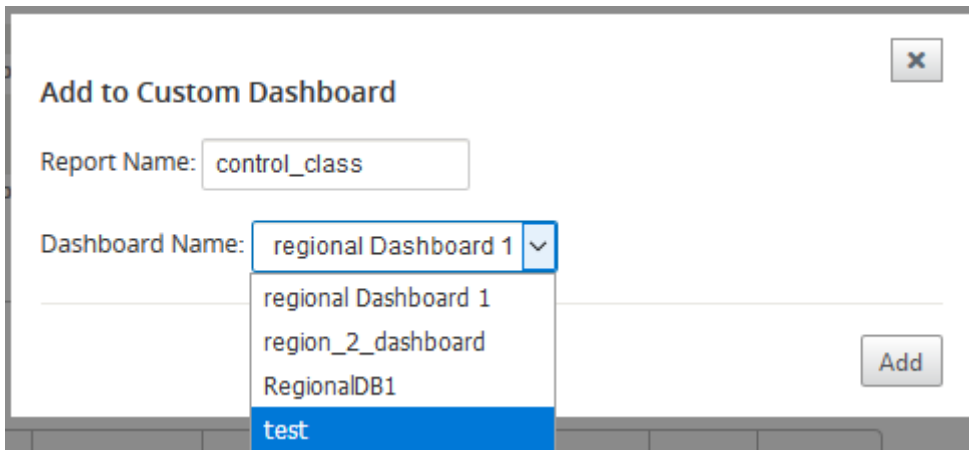 Add to Custom Dashboard
Report Name: control_class
Dashboard Name: regional Dashboard 1
regional Dashboard 1
region_2_dashboard
RegionalDB1
Add
test